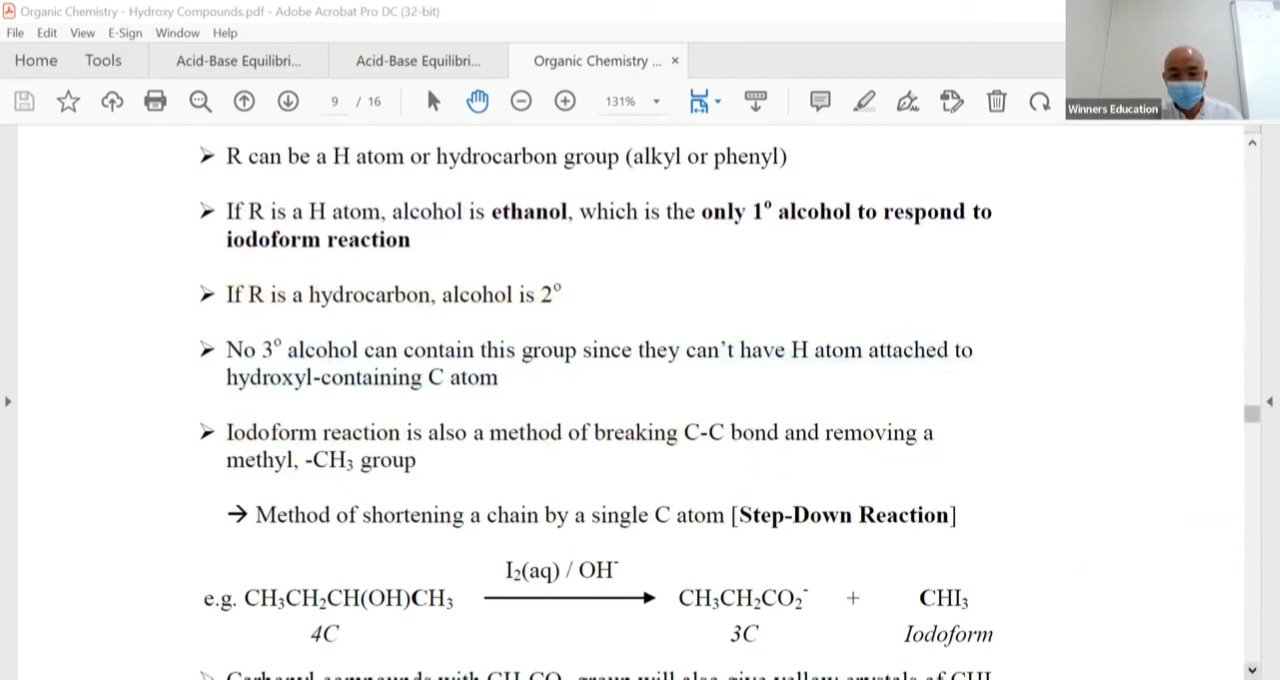 Organic Chemistry - Hydroxy Compounds.pdf - Adobe Acrobat Pro DC (32-bit)
File Edit View E-Sign Window Help
Home Tools Acid-Base Equilibri... Acid-Base Equilibri... Organic Chemistry ... ×
9 / 16 131%
Winners Education
➢ R can be a H atom or hydrocarbon group (alkyl or phenyl)
➢ If R is a H atom, alcohol is ethanol, which is the only 1° alcohol to respond to
iodoform reaction
➢ If R is a hydrocarbon, alcohol is 2°
➢ No 3° alcohol can contain this group since they can't have H atom attached to
hydroxyl-containing C atom
➢ Iodoform reaction is also a method of breaking C-C bond and removing a
methyl, -CH₃ group
→ Method of shortening a chain by a single C atom [Step-Down Reaction]
I₂(aq) / OH⁻
e.g. CH₃CH₂CH(OH)CH₃ CH₃CH₂CO₂⁻ + CHI₃
4C 3C Iodoform